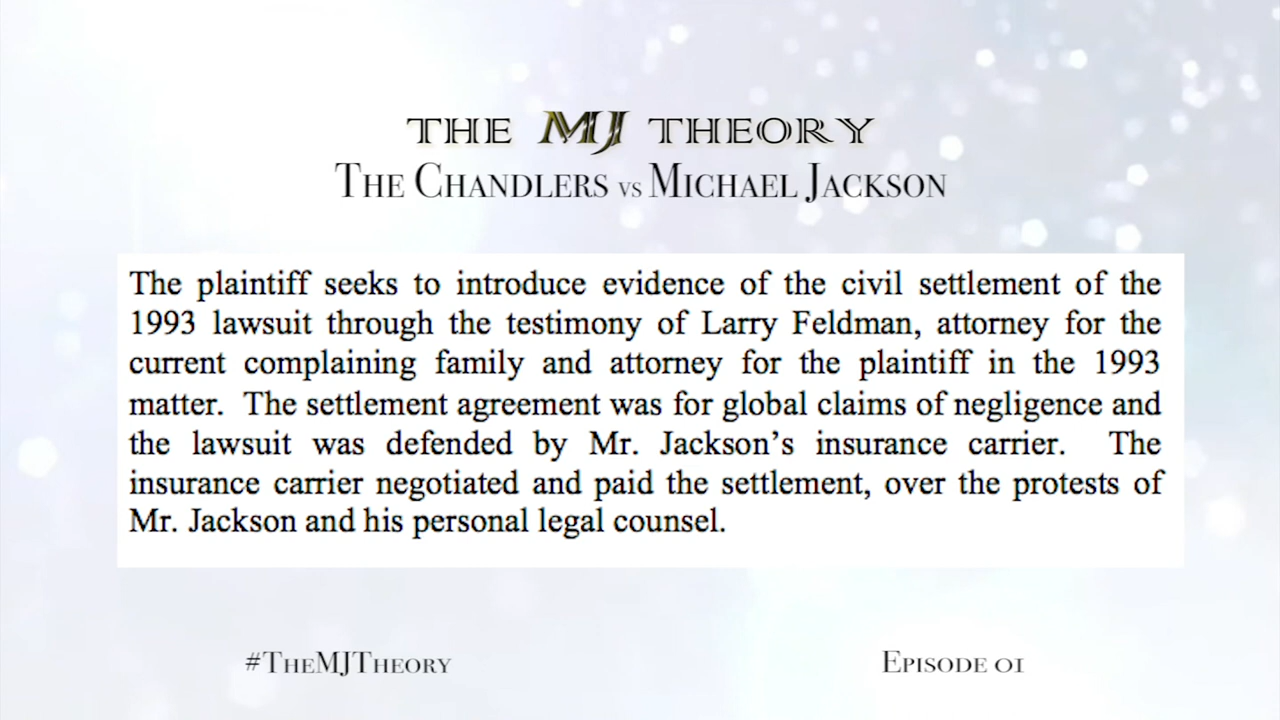 THE MJ THEORY
THE CHANDLERS VS MICHAEL JACKSON
The plaintiff seeks to introduce evidence of the civil settlement of the
1993 lawsuit through the testimony of Larry Feldman, attorney for the
current complaining family and attorney for the plaintiff in the 1993
matter. The settlement agreement was for global claims of negligence and
the lawsuit was defended by Mr. Jackson's insurance carrier. The
insurance carrier negotiated and paid the settlement, over the protests of
Mr. Jackson and his personal legal counsel.
#THEMJTHEORY
EPISODE 01